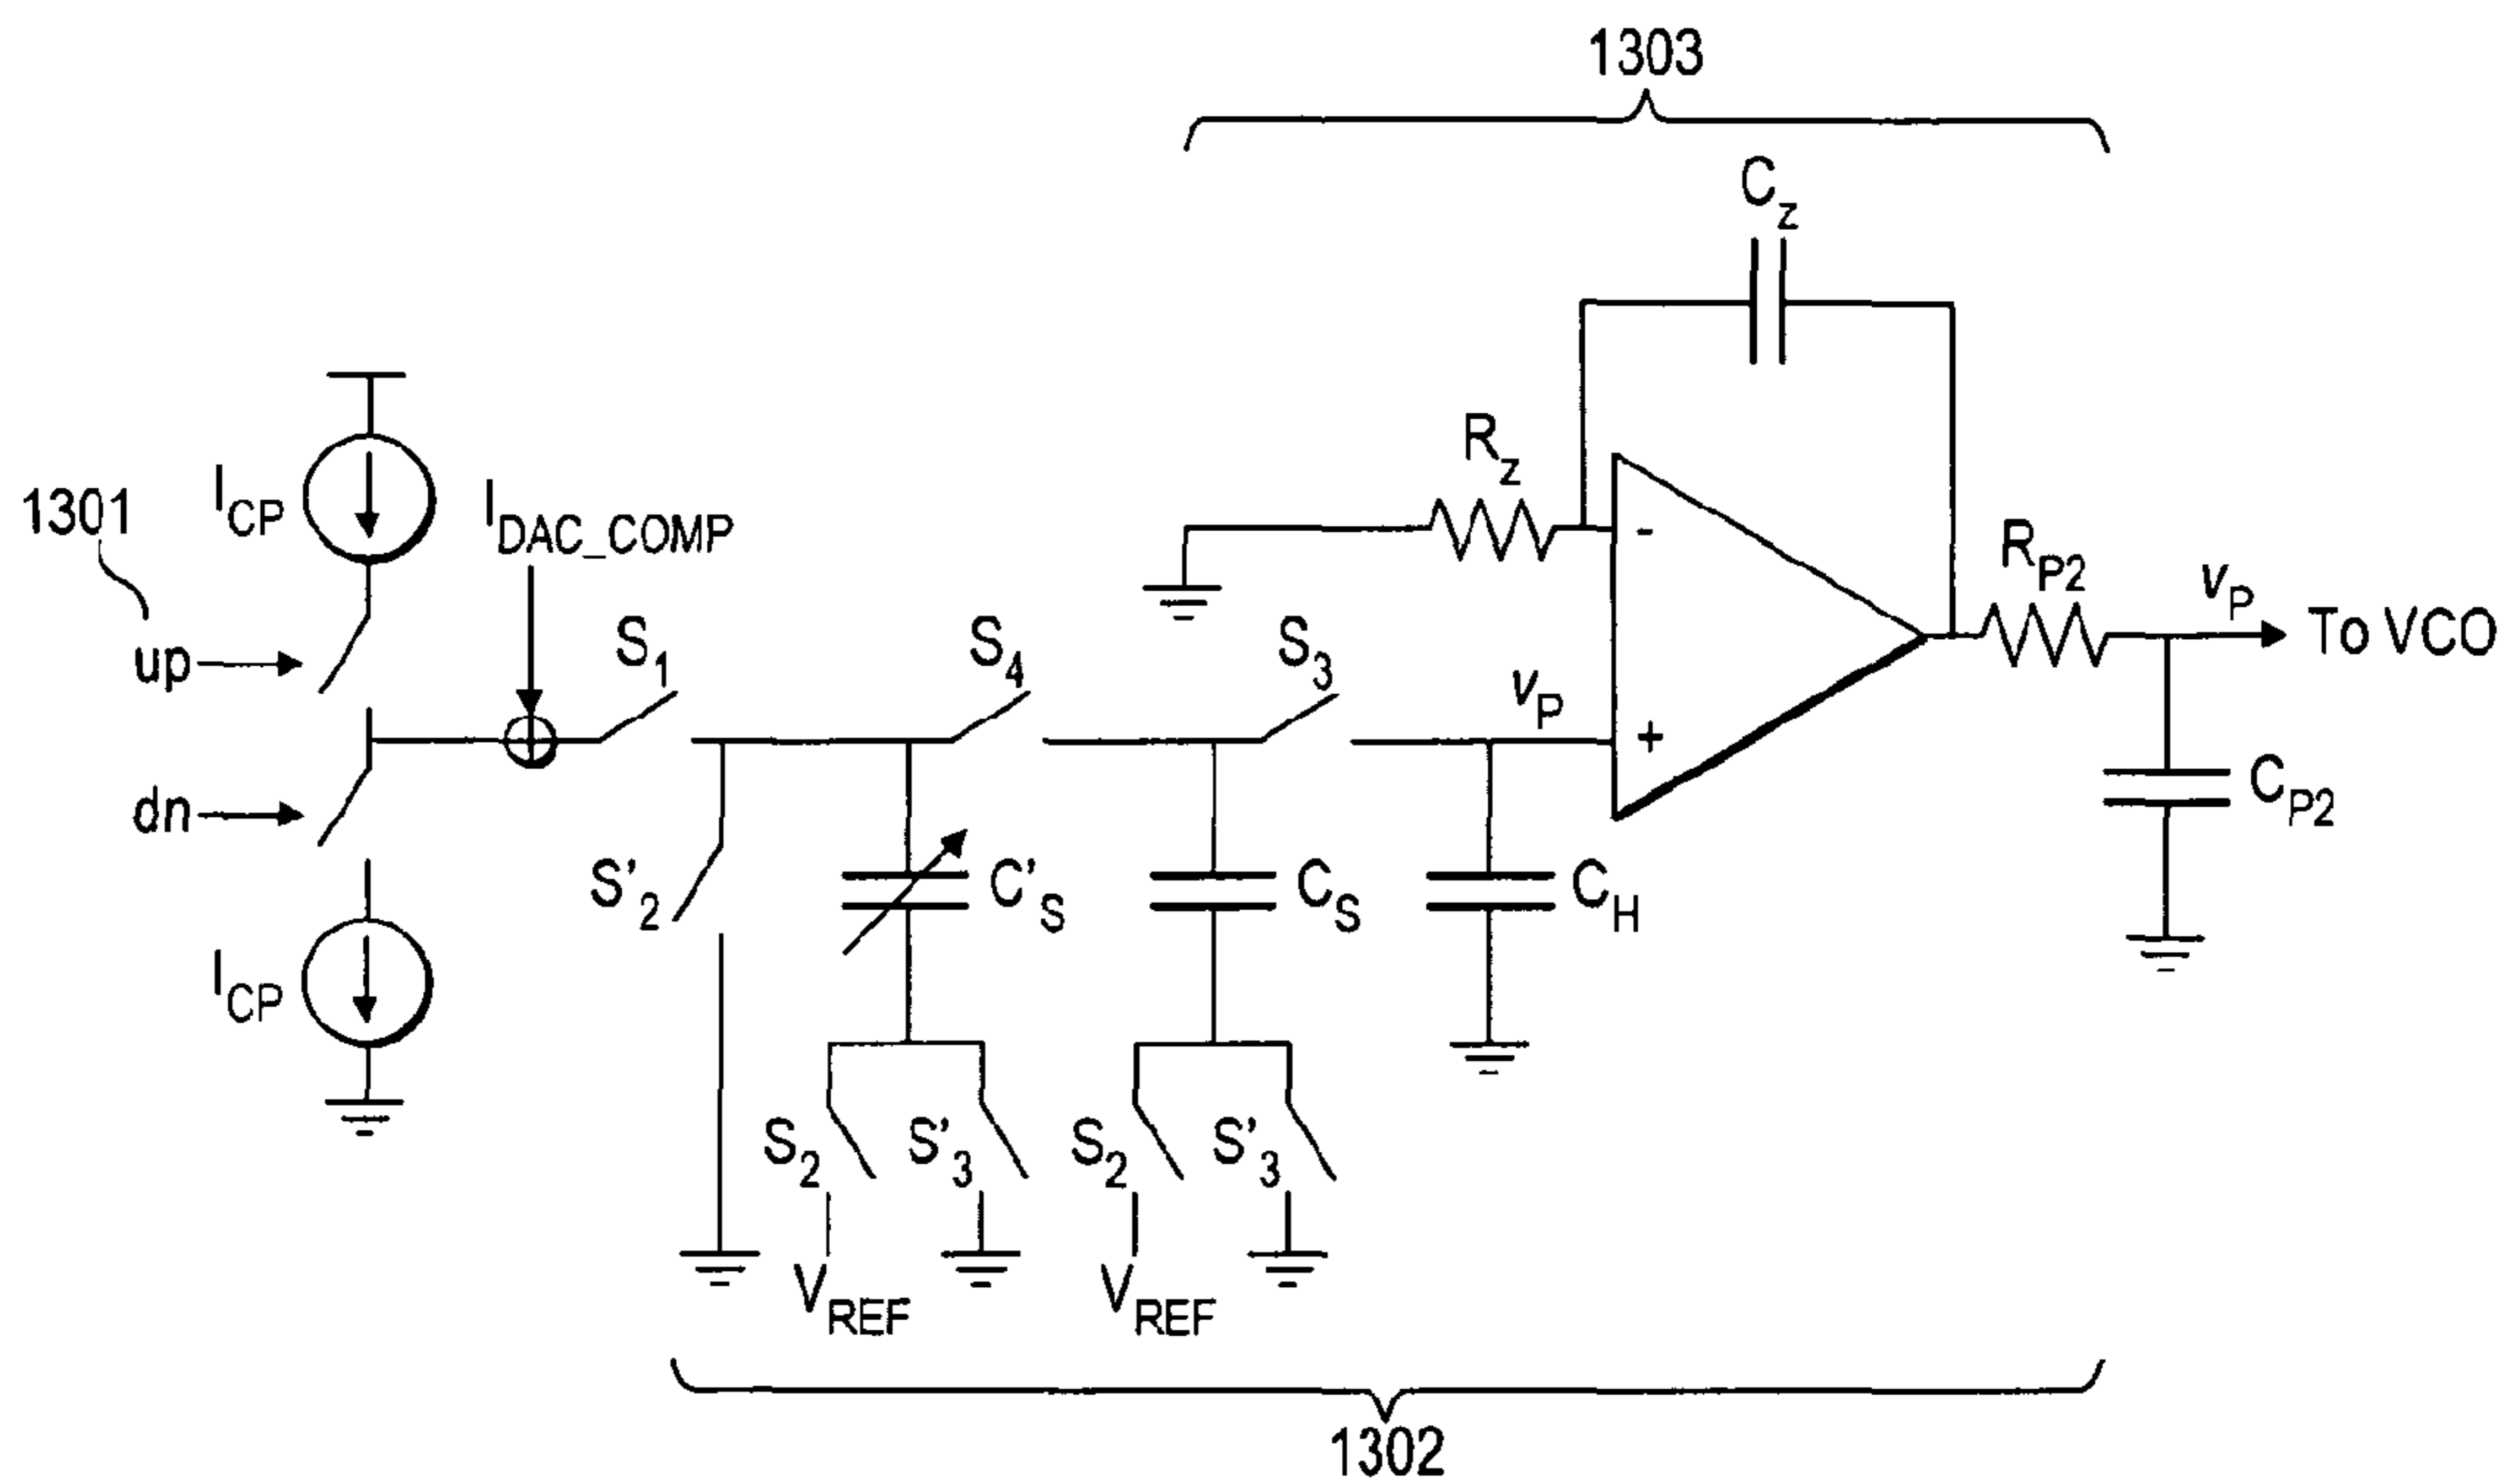 1303
C_z
R_z
I_CP
I_DAC_COMP
1301
R_P2
v_P
To VCO
up
S_1
S_4
S_3
v_P
dn
S'_2
C'_S
C_S
C_H
C_P2
I_CP
S_2
S'_3
S_2
S'_3
V_REF
V_REF
1302
-
+